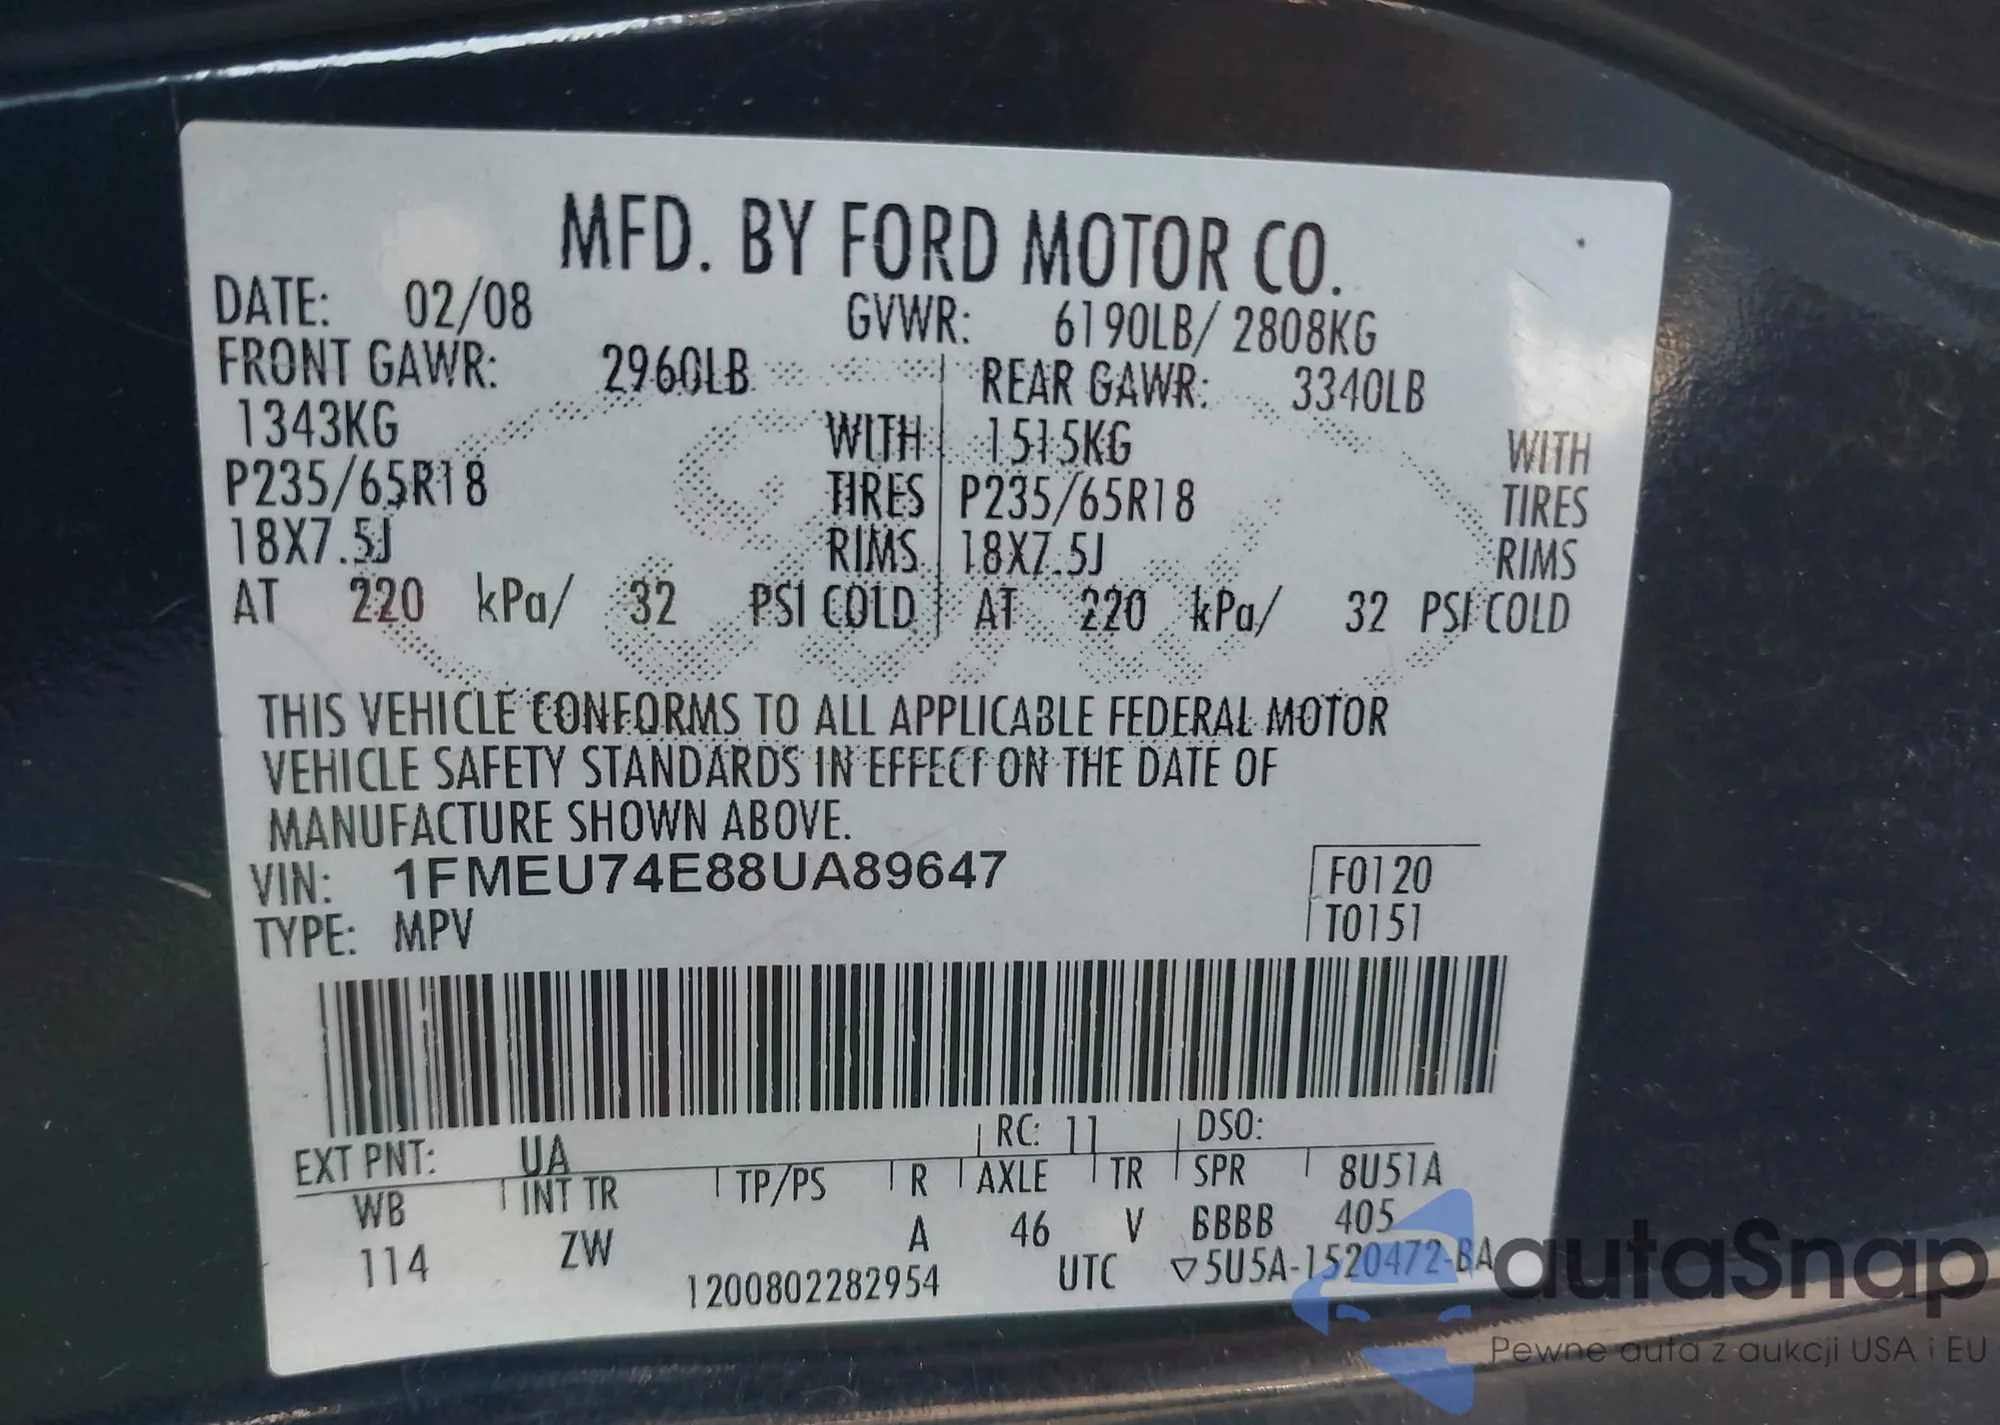 MFD. BY FORD MOTOR CO.
DATE: 02/08 GVWR: 6190LB/ 2808KG
FRONT GAWR: 2960LB REAR GAWR: 3340LB
1343KG WITH 1515KG WITH
P235/65R18 TIRES P235/65R18 TIRES
18X7.5J RIMS 18X7.5J RIMS
AT 220 kPa/ 32 PSI COLD AT 220 kPa/ 32 PSI COLD
THIS VEHICLE CONFORMS TO ALL APPLICABLE FEDERAL MOTOR
VEHICLE SAFETY STANDARDS IN EFFECT ON THE DATE OF
MANUFACTURE SHOWN ABOVE.
VIN: 1FMEU74E88UA89647 F0120
TYPE: MPV T0151
EXT PNT: UA RC: 11 DSO:
WB INT TR TP/PS R AXLE TR SPR 8U51A
114 ZW A 46 V BBBB 405
1200802282954 UTC ▽5U5A-1520472-BA
autaSnap
Pewne auta z aukcji USA i EU